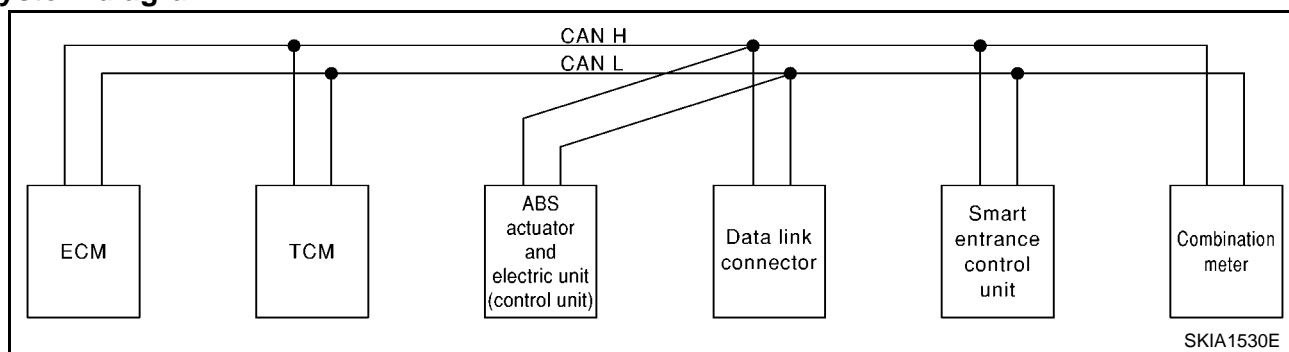 CAN H
CAN L
ECM
TCM
ABS
actuator
and
electric unit
(control unit)
Data link
connector
Smart
entrance
control
unit
Combination
meter
SKIA1530E